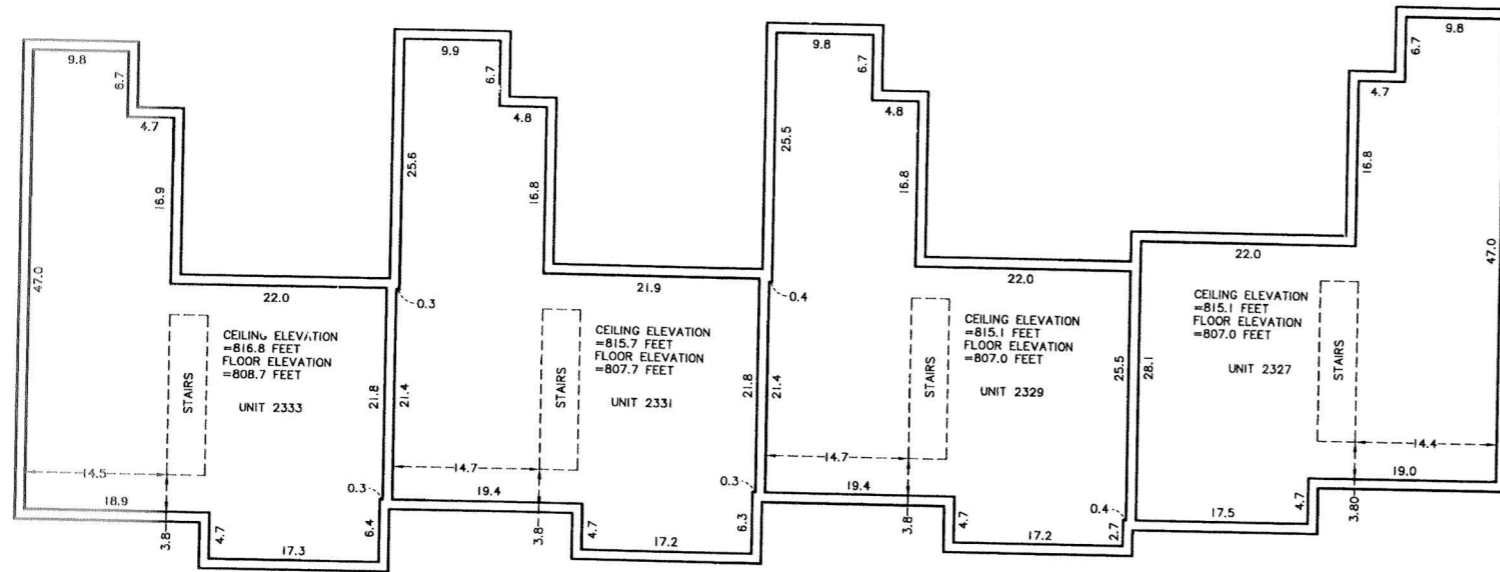 9.8
6.7
4.7
16.9
47.0
22.0
CEILING ELEVATION
=816.8 FEET
FLOOR ELEVATION
=808.7 FEET
UNIT 2333
STAIRS
21.8
14.5
18.9
3.8
4.7
17.3
6.4
0.3
9.9
6.7
4.8
25.6
16.8
21.9
0.3
CEILING ELEVATION
=815.7 FEET
FLOOR ELEVATION
=807.7 FEET
UNIT 2331
STAIRS
21.4
21.8
14.7
19.4
3.8
4.7
17.2
6.3
0.3
9.8
6.7
4.8
25.5
16.8
22.0
0.4
CEILING ELEVATION
=815.1 FEET
FLOOR ELEVATION
=807.0 FEET
UNIT 2329
STAIRS
21.4
25.5
14.7
19.4
3.8
4.7
17.2
2.7
0.4
9.8
6.7
4.7
16.8
47.0
22.0
CEILING ELEVATION
=815.1 FEET
FLOOR ELEVATION
=807.0 FEET
UNIT 2327
STAIRS
28.1
14.4
19.0
3.80
4.7
17.5